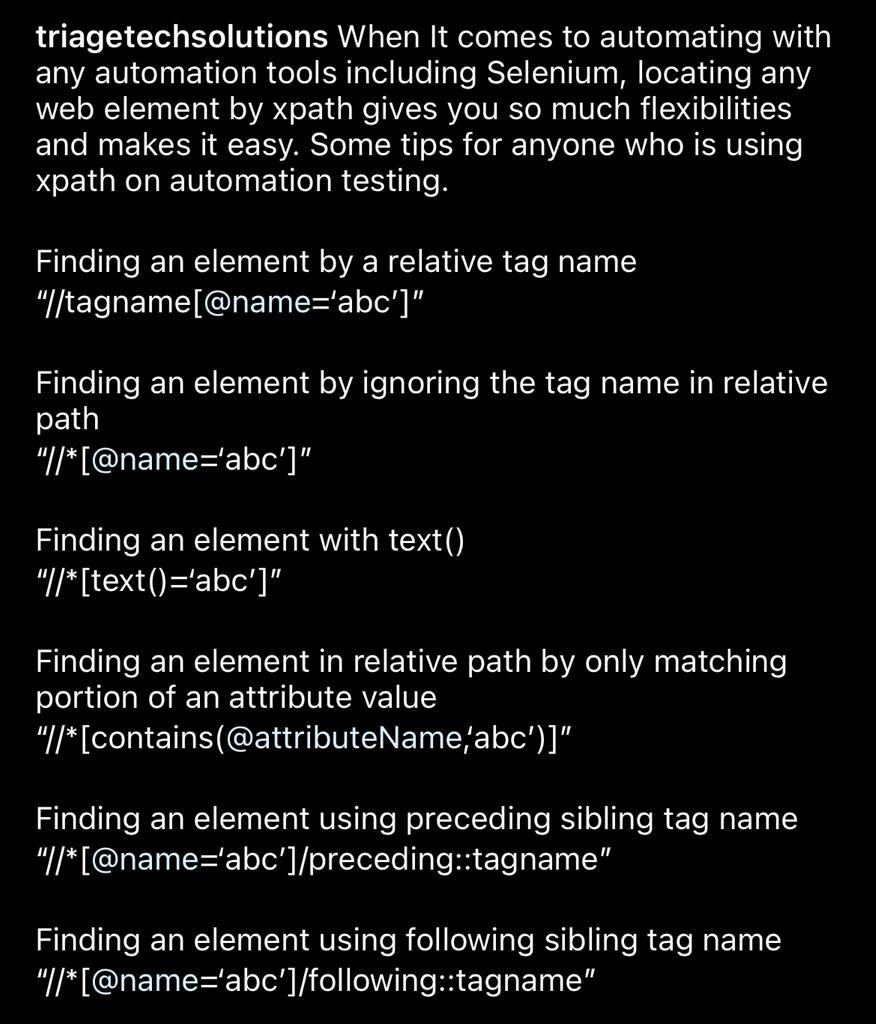 triagetechsolutions When It comes to automating with
any automation tools including Selenium, locating any
web element by xpath gives you so much flexibilities
and makes it easy. Some tips for anyone who is using
xpath on automation testing.
Finding an element by a relative tag name
“//tagname[@name=‘abc’]”
Finding an element by ignoring the tag name in relative
path
“//*[@name=‘abc’]”
Finding an element with text()
“//*[text()=‘abc’]”
Finding an element in relative path by only matching
portion of an attribute value
“//*[contains(@attributeName,‘abc’)]”
Finding an element using preceding sibling tag name
“//*[@name=‘abc’]/preceding::tagname”
Finding an element using following sibling tag name
“//*[@name=‘abc’]/following::tagname”